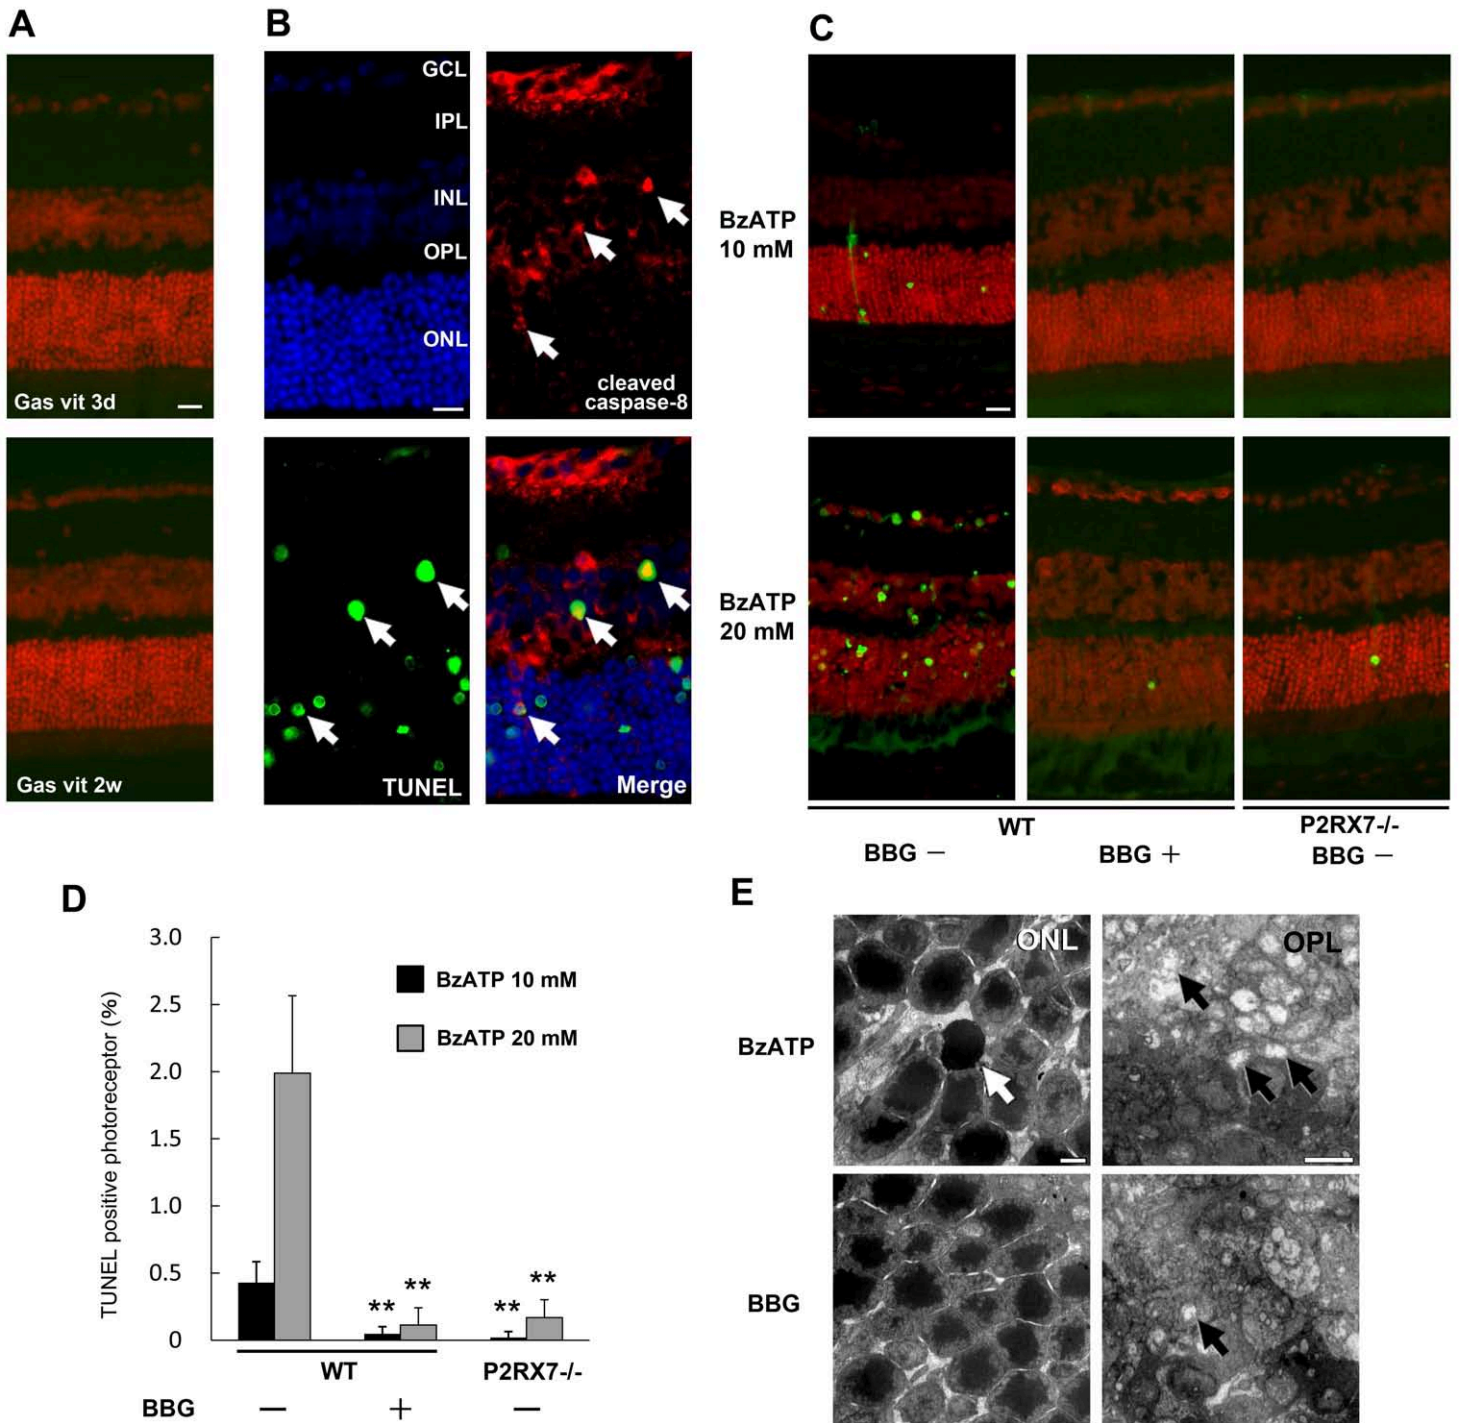 A
Gas vit 3d
Gas vit 2w
B
GCL
IPL
INL
OPL
ONL
cleaved
caspase-8
TUNEL
Merge
C
BzATP
10 mM
BzATP
20 mM
WT
P2RX7-/-
BBG −
BBG +
BBG −
D
TUNEL positive photoreceptor (%)
3.0
2.5
2.0
1.5
1.0
0.5
0
BzATP 10 mM
BzATP 20 mM
** ** ** **
WT
P2RX7-/-
BBG − + −
E
ONL
OPL
BzATP
BBG